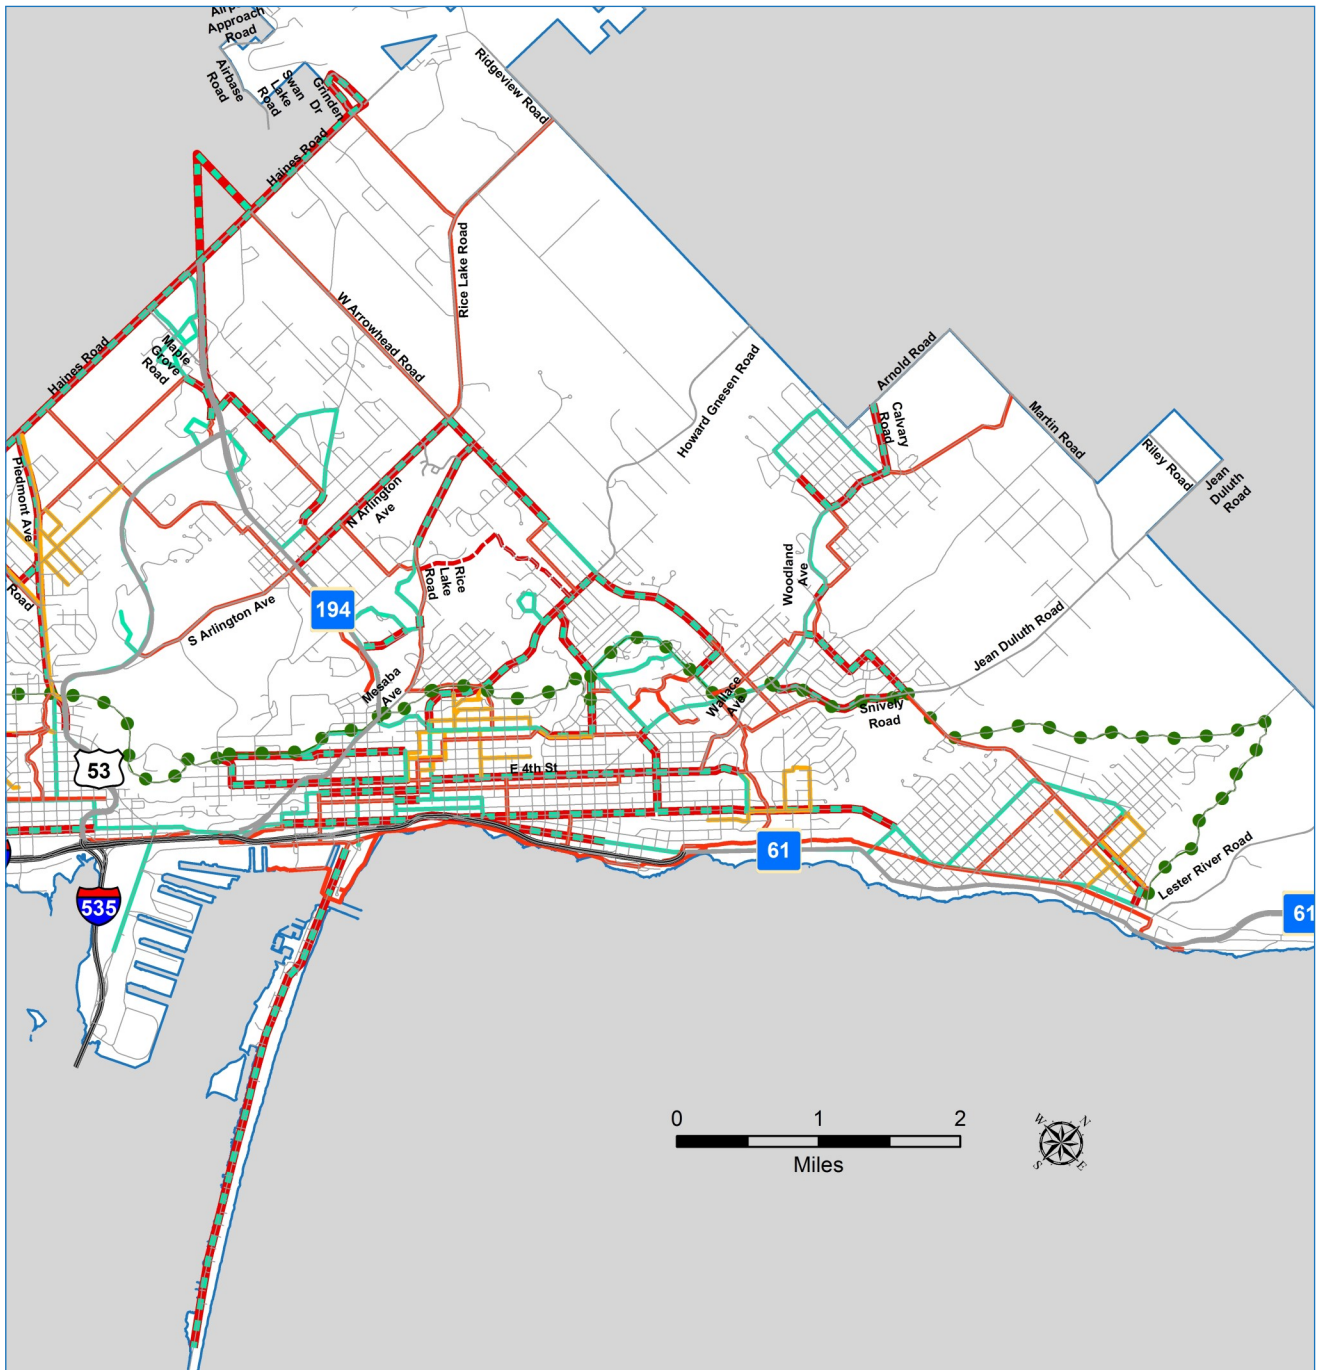 Airp
Approach
Road
Airbase
Road
Swan
Lake
Road
Grinden
Dr
Ridgeview Road
Haines Road
Rice Lake Road
W Arrowhead Road
Haines Road
Maple
Grove
Road
Howard Gnesen Road
Arnold Road
Calvary
Road
Martin Road
Riley Road
Jean
Duluth
Road
Piedmont Ave
N Arlington
Ave
Rice
Lake
Road
Woodland
Ave
Road
194
S Arlington Ave
Jean Duluth Road
Mesaba
Ave
Wallace
Ave
Snively
Road
53
E 4th St
61
Lester River Road
535
61
0 1 2
Miles
W N
S E